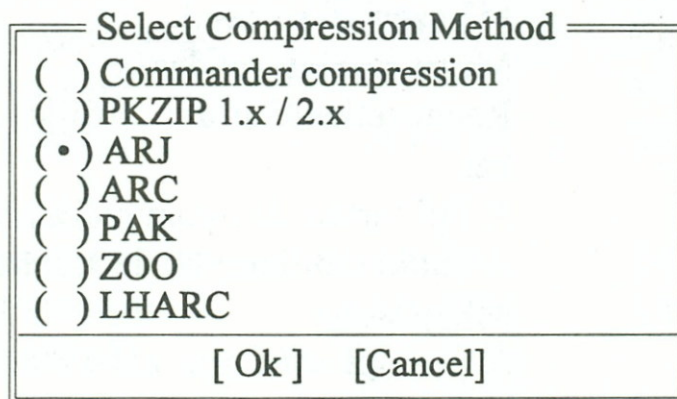 Select Compression Method
( ) Commander compression
( ) PKZIP 1.x / 2.x
( • ) ARJ
( ) ARC
( ) PAK
( ) ZOO
( ) LHARC
[ Ok ] [Cancel]